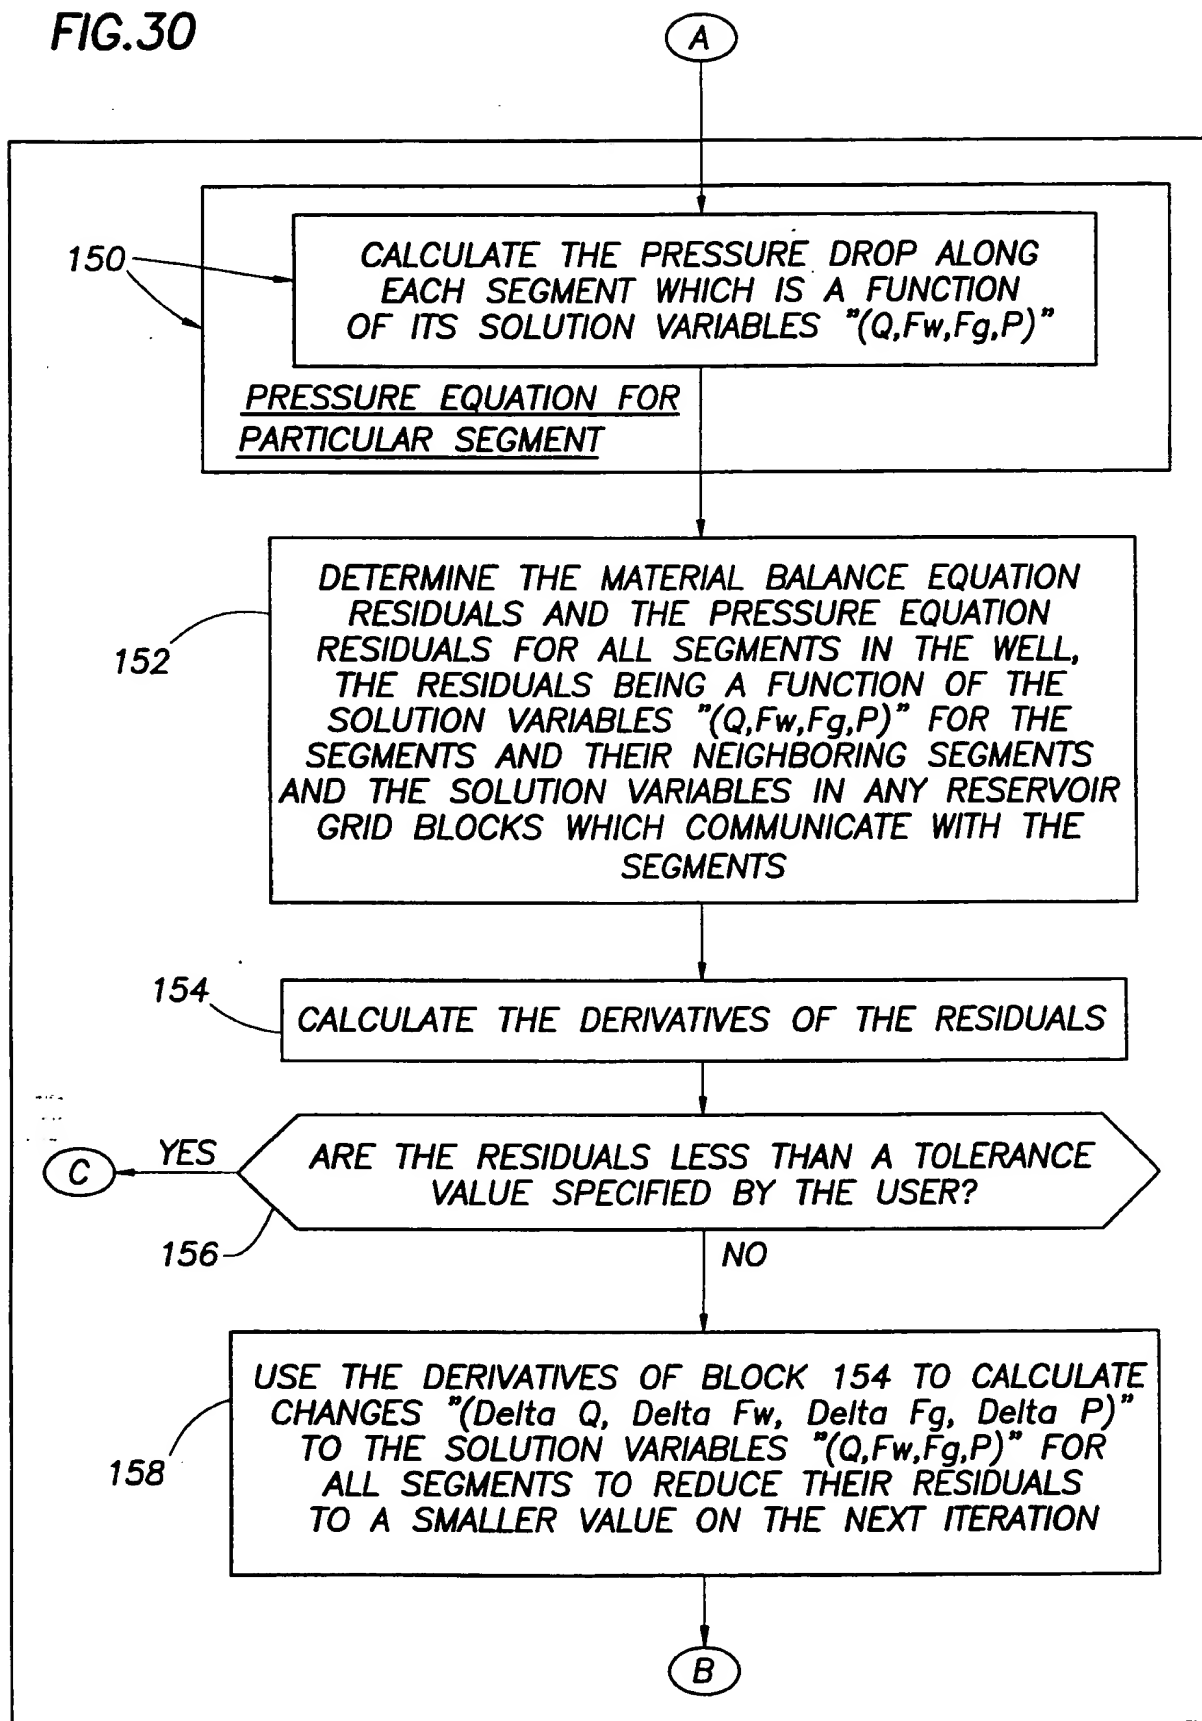 FIG.30
A
150
CALCULATE THE PRESSURE DROP ALONG
EACH SEGMENT WHICH IS A FUNCTION
OF ITS SOLUTION VARIABLES "(Q,Fw,Fg,P)"
PRESSURE EQUATION FOR
PARTICULAR SEGMENT
152
DETERMINE THE MATERIAL BALANCE EQUATION
RESIDUALS AND THE PRESSURE EQUATION
RESIDUALS FOR ALL SEGMENTS IN THE WELL,
THE RESIDUALS BEING A FUNCTION OF THE
SOLUTION VARIABLES "(Q,Fw,Fg,P)" FOR THE
SEGMENTS AND THEIR NEIGHBORING SEGMENTS
AND THE SOLUTION VARIABLES IN ANY RESERVOIR
GRID BLOCKS WHICH COMMUNICATE WITH THE
SEGMENTS
154
CALCULATE THE DERIVATIVES OF THE RESIDUALS
C
YES
ARE THE RESIDUALS LESS THAN A TOLERANCE
VALUE SPECIFIED BY THE USER?
156
NO
USE THE DERIVATIVES OF BLOCK 154 TO CALCULATE
CHANGES "(Delta Q, Delta Fw, Delta Fg, Delta P)"
TO THE SOLUTION VARIABLES "(Q,Fw,Fg,P)" FOR
ALL SEGMENTS TO REDUCE THEIR RESIDUALS
TO A SMALLER VALUE ON THE NEXT ITERATION
158
B